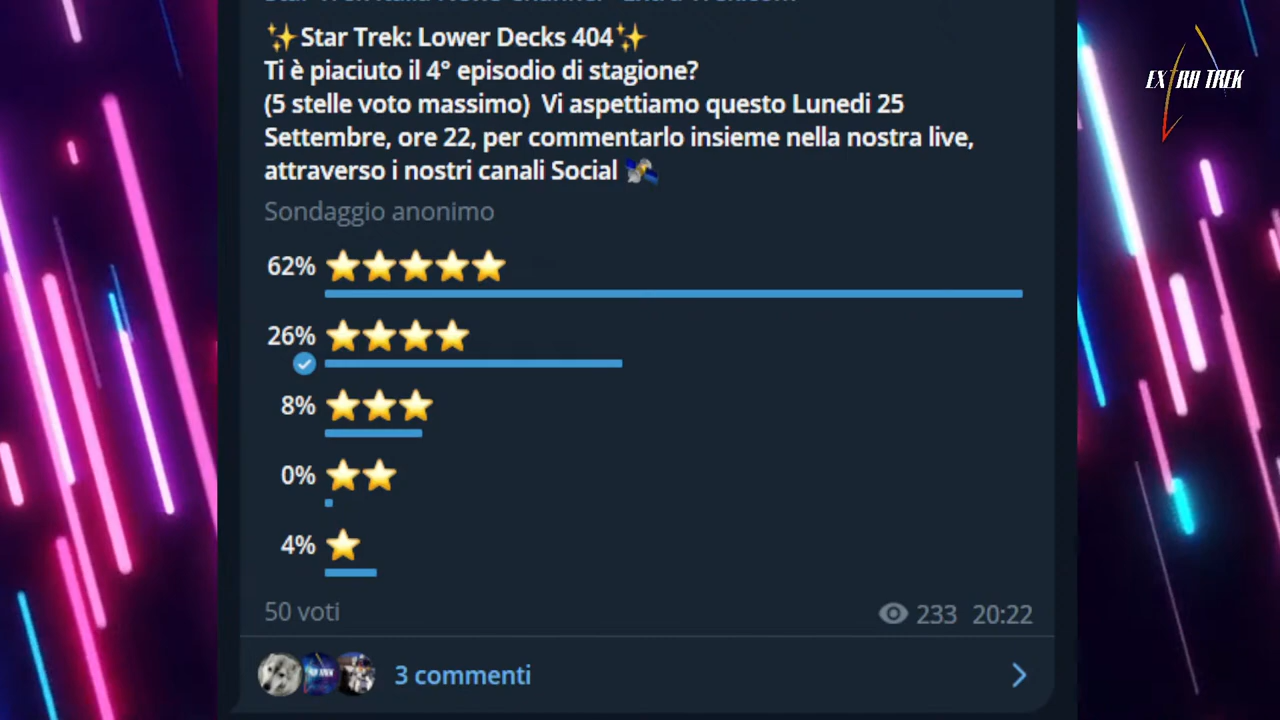 ✨Star Trek: Lower Decks 404✨
Ti è piaciuto il 4° episodio di stagione?
(5 stelle voto massimo) Vi aspettiamo questo Lunedi 25
Settembre, ore 22, per commentarlo insieme nella nostra live,
attraverso i nostri canali Social
Sondaggio anonimo
62% ⭐⭐⭐⭐⭐
26% ⭐⭐⭐⭐
8% ⭐⭐⭐
0% ⭐⭐
4% ⭐
50 voti 233 20:22
3 commenti
EXTRA TREK